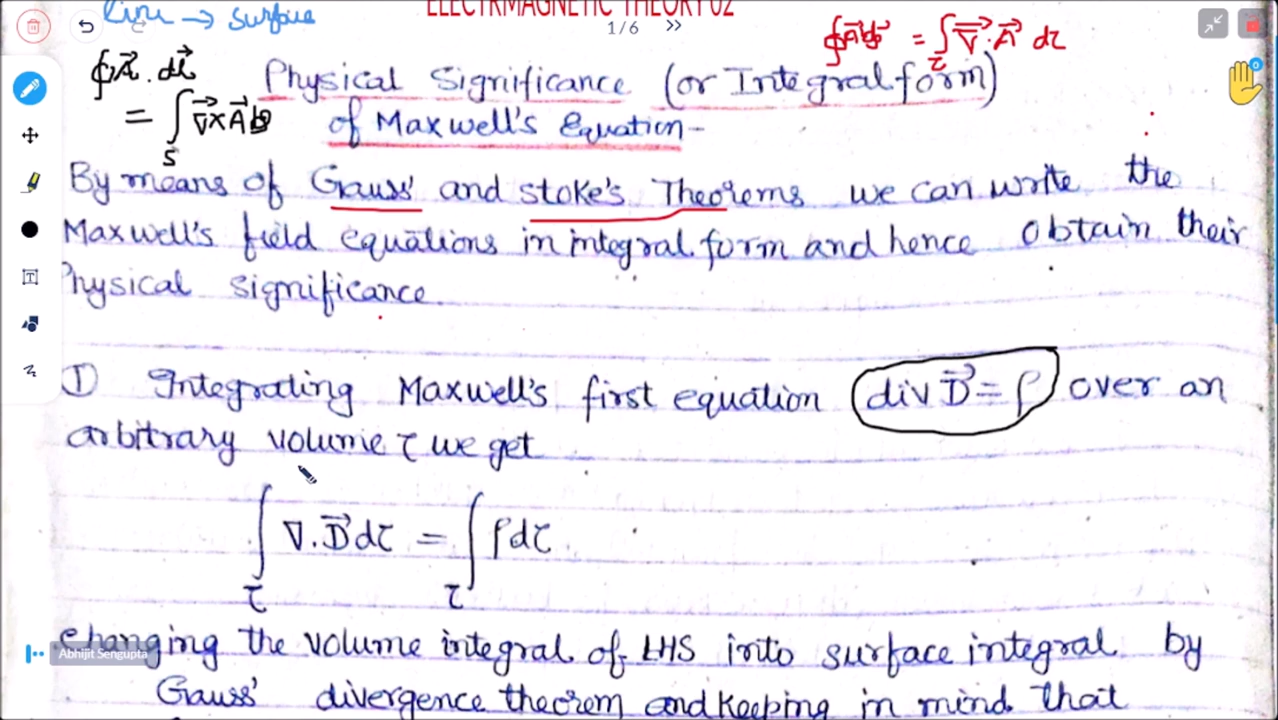 line → surface
ELECTRMAGNETIC THEORY 02
1/6 »
∮ A⃗ . dl⃗
= ∫ ∇⃗ × A⃗ ds
S
= ∫ ∇⃗ . A⃗ dτ
τ
Physical Significance (or Integral form)
of Maxwell's Equation-
By means of Gauss' and stoke's Theorems we can write the
Maxwell's field equations in integral form and hence obtain their
Physical significance.
① Integrating Maxwell's first equation div D⃗ = ρ over an
arbitrary volume τ we get
∫ ∇. D⃗ dτ = ∫ ρdτ
τ τ
changing the volume integral of LHS into surface integral by
Abhijit Sengupta
Gauss' divergence theorem and keeping in mind that